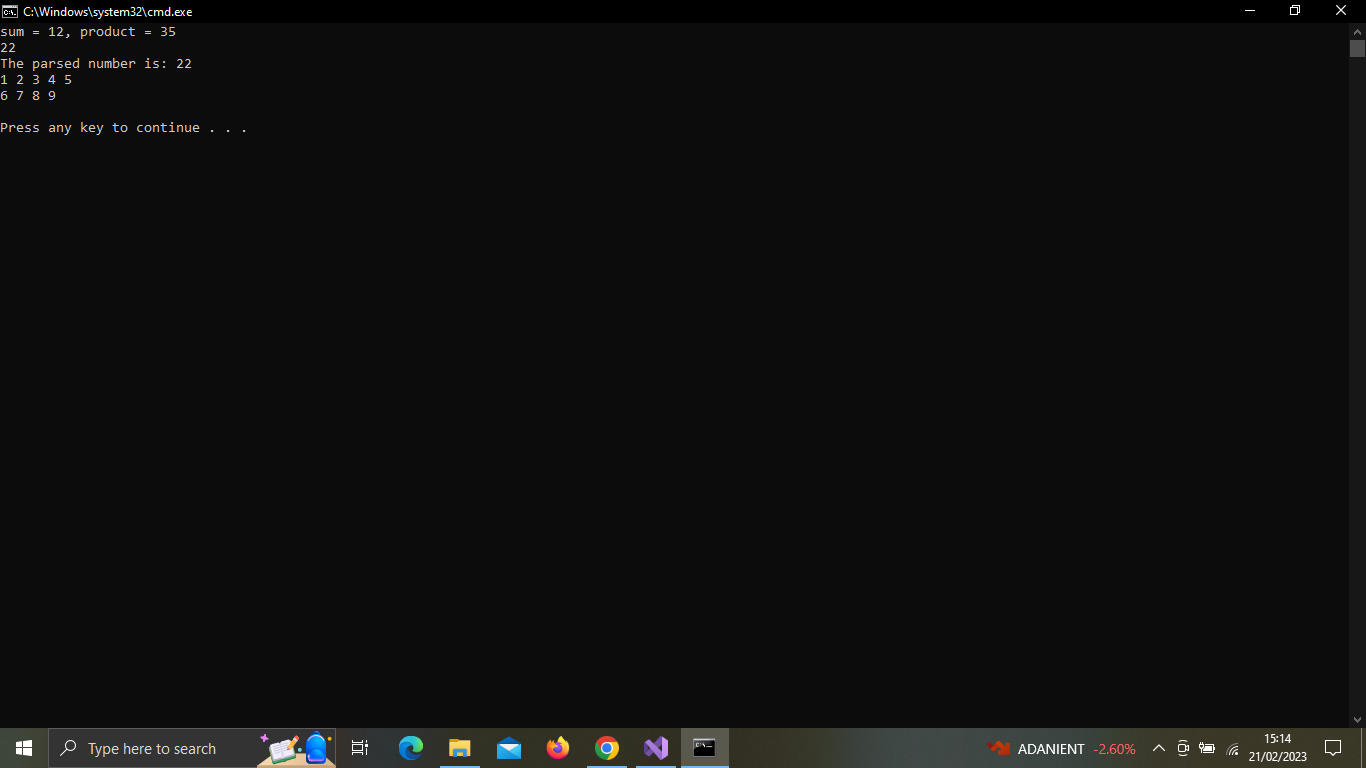 C:\Windows\system32\cmd.exe
sum = 12, product = 35
22
The parsed number is: 22
1 2 3 4 5
6 7 8 9
Press any key to continue . . .
Type here to search
ADANIENT -2.60%
15:14
21/02/2023